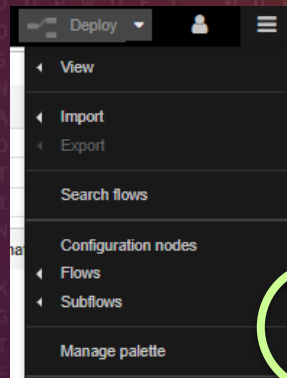 Deploy
View
Import
Export
Search flows
Configuration nodes
Flows
Subflows
Manage palette